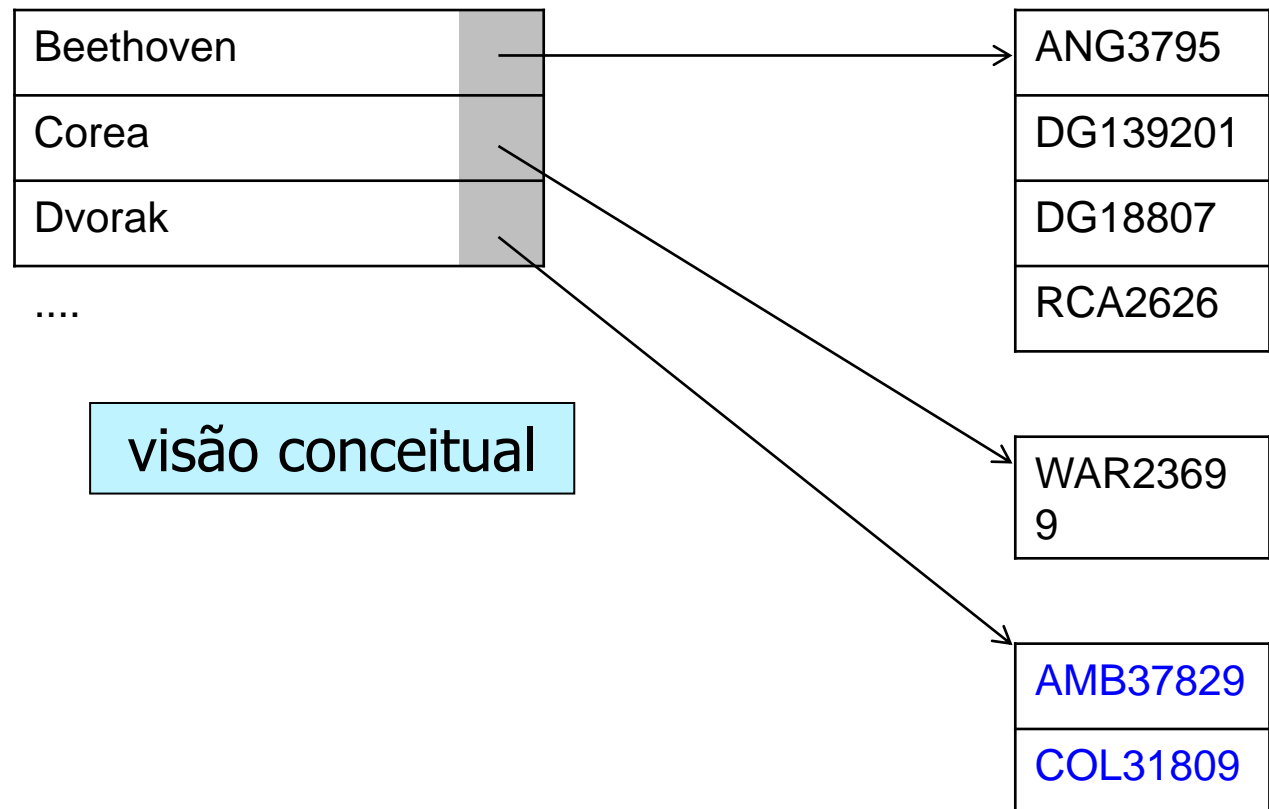 Beethoven
Corea
Dvorak
....
visão conceitual
ANG3795
DG139201
DG18807
RCA2626
WAR2369
9
AMB37829
COL31809